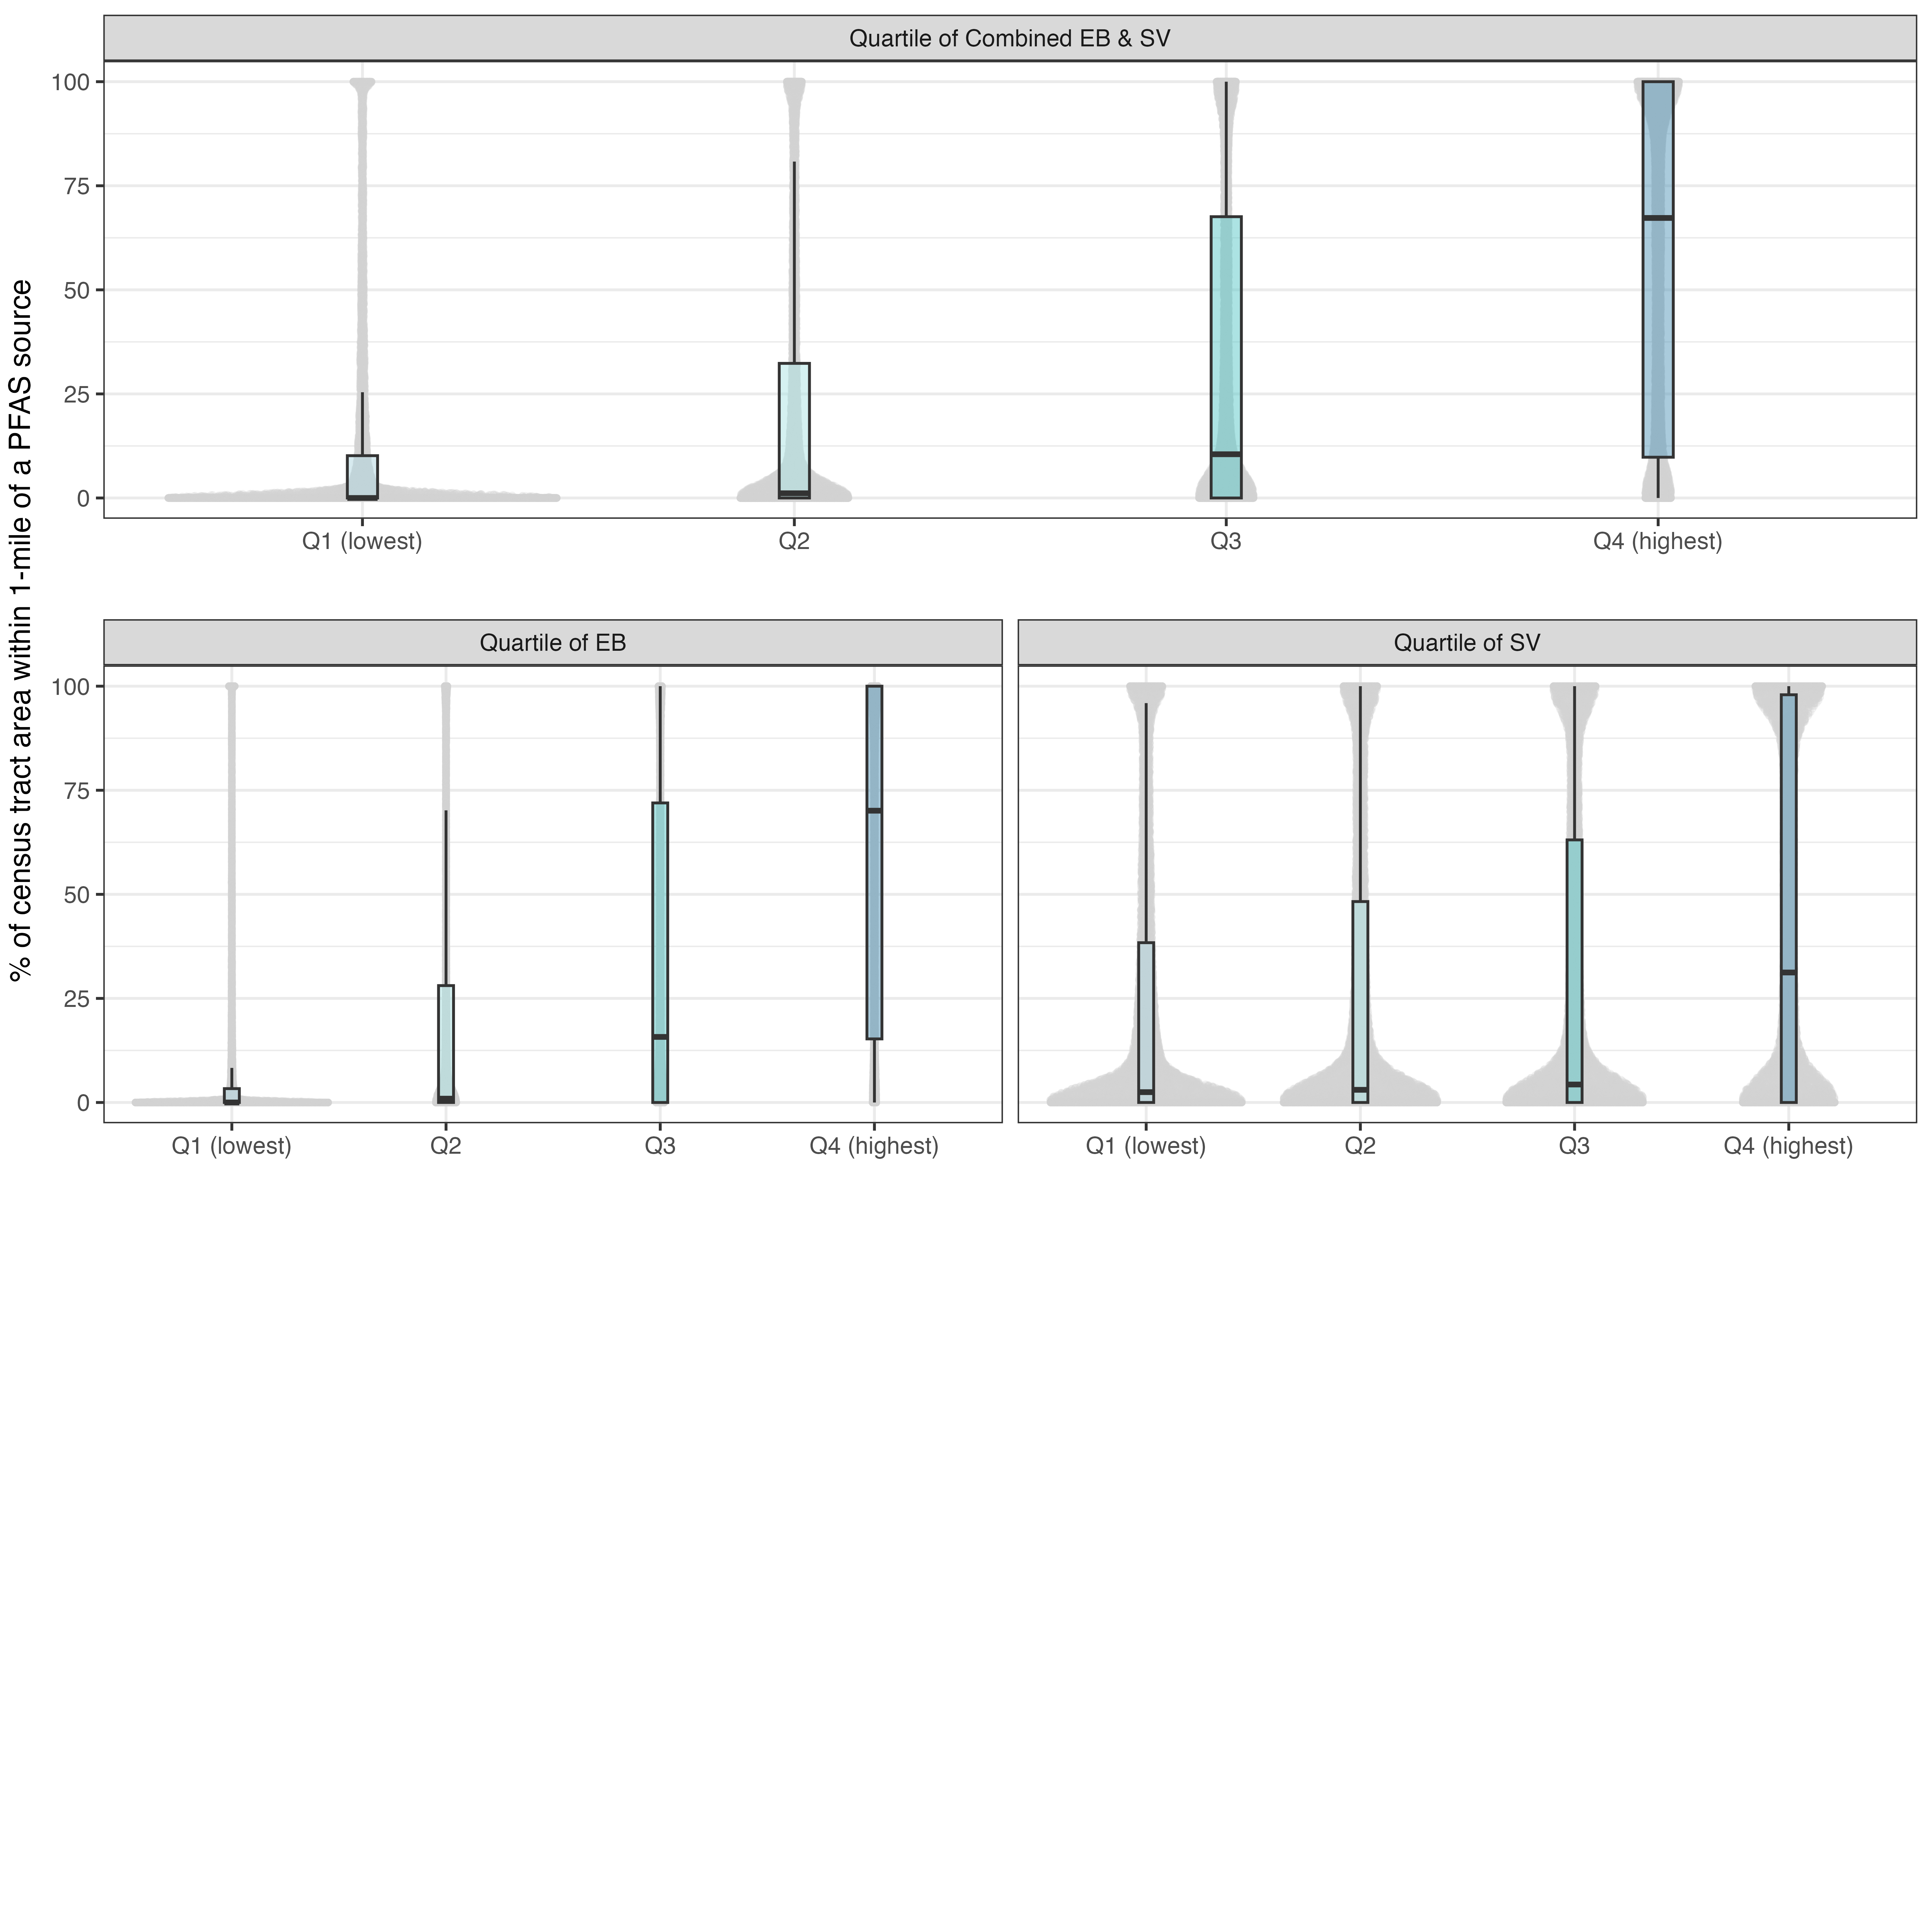 Quartile of Combined EB & SV
% of census tract area within 1-mile of a PFAS source
100
75
50
25
0
Q1 (lowest) Q2 Q3 Q4 (highest)
Quartile of EB
Quartile of SV
100
75
50
25
0
Q1 (lowest) Q2 Q3 Q4 (highest)
Q1 (lowest) Q2 Q3 Q4 (highest)